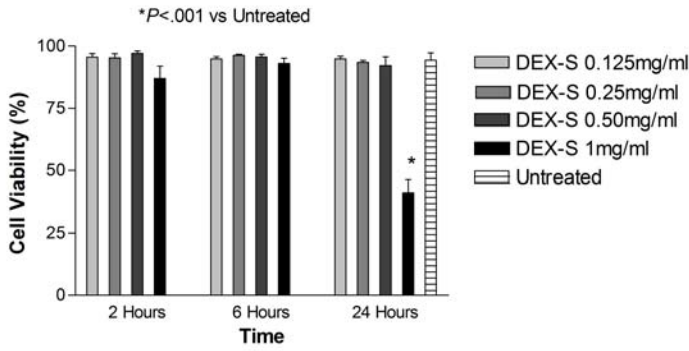 *P<.001 vs Untreated
100
75
50
25
0
Cell Viability (%)
2 Hours
6 Hours
24 Hours
Time
*
DEX-S 0.125mg/ml
DEX-S 0.25mg/ml
DEX-S 0.50mg/ml
DEX-S 1mg/ml
Untreated